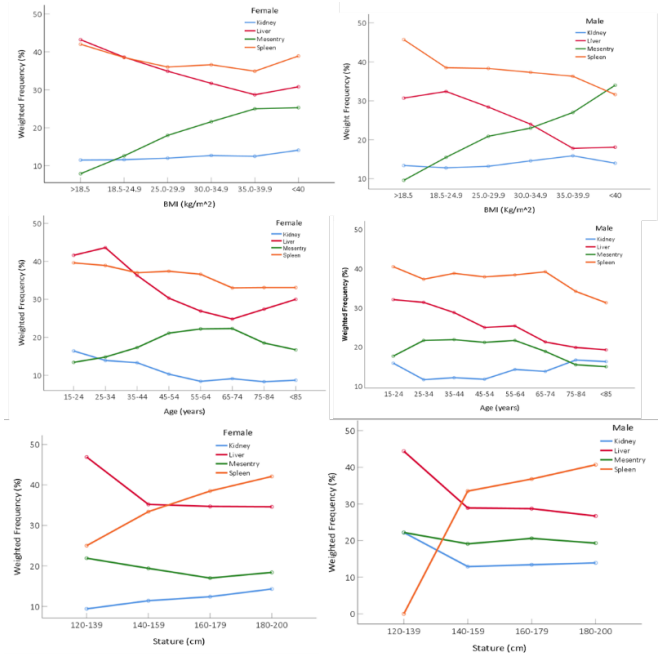 Female
Kidney
Liver
Mesentry
Spleen
Weighted Frequency (%)
50
40
30
20
10
>18.5
18.5-24.9
25.0-29.9
30.0-34.9
35.0-39.9
<40
BMI (kg/m^2)
Male
Kidney
Liver
Mesentry
Spleen
Weight Frequency (%)
50
40
30
20
10
>18.5
18.5-24.9
25.0-29.9
30.0-34.9
35.0-39.9
<40
BMI (Kg/m^2)
Female
Kidney
Liver
Mesentry
Spleen
Weighted Frequency (%)
50
40
30
20
10
15-24
25-34
35-44
45-54
55-64
65-74
75-84
<85
Age (years)
Male
Kidney
Liver
Mesentry
Spleen
Weighted Frequency (%)
50
40
30
20
10
15-24
25-34
35-44
45-54
55-64
65-74
75-84
<85
Age (years)
Female
Kidney
Liver
Mesentry
Spleen
Weighted Frequency (%)
50
40
30
20
10
120-139
140-159
160-179
180-200
Stature (cm)
Male
Kidney
Liver
Mesentry
Spleen
Weighted Frequency (%)
50
40
30
20
10
0
120-139
140-159
160-179
180-200
Stature (cm)